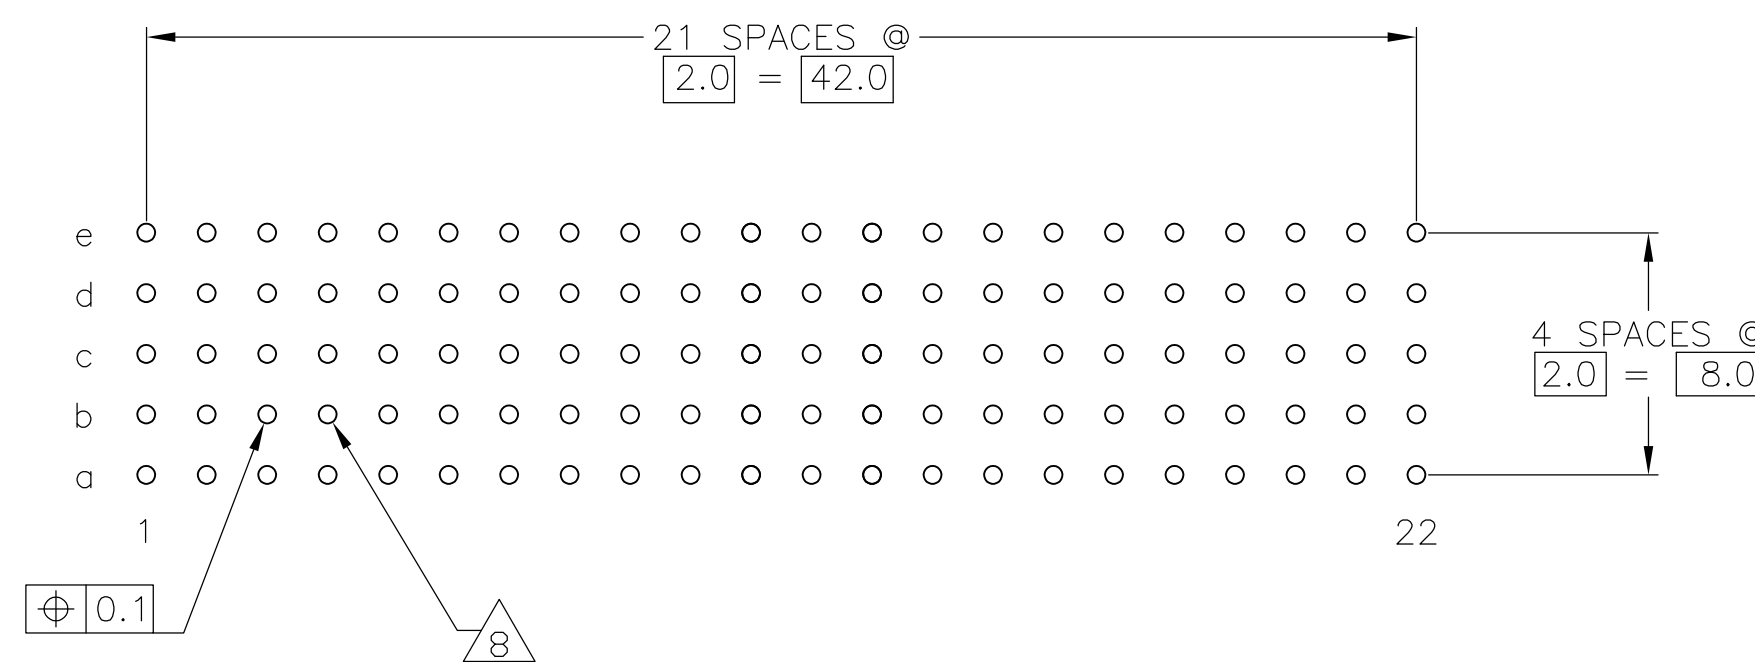 21 SPACES @
2.0 = 42.0
e
d
c
b
a
4 SPACES @
2.0 = 8.0
1
22
⌖ 0.1
8